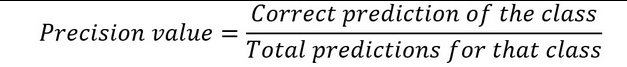 Precision value = Correct prediction of the class / Total predictions for that class